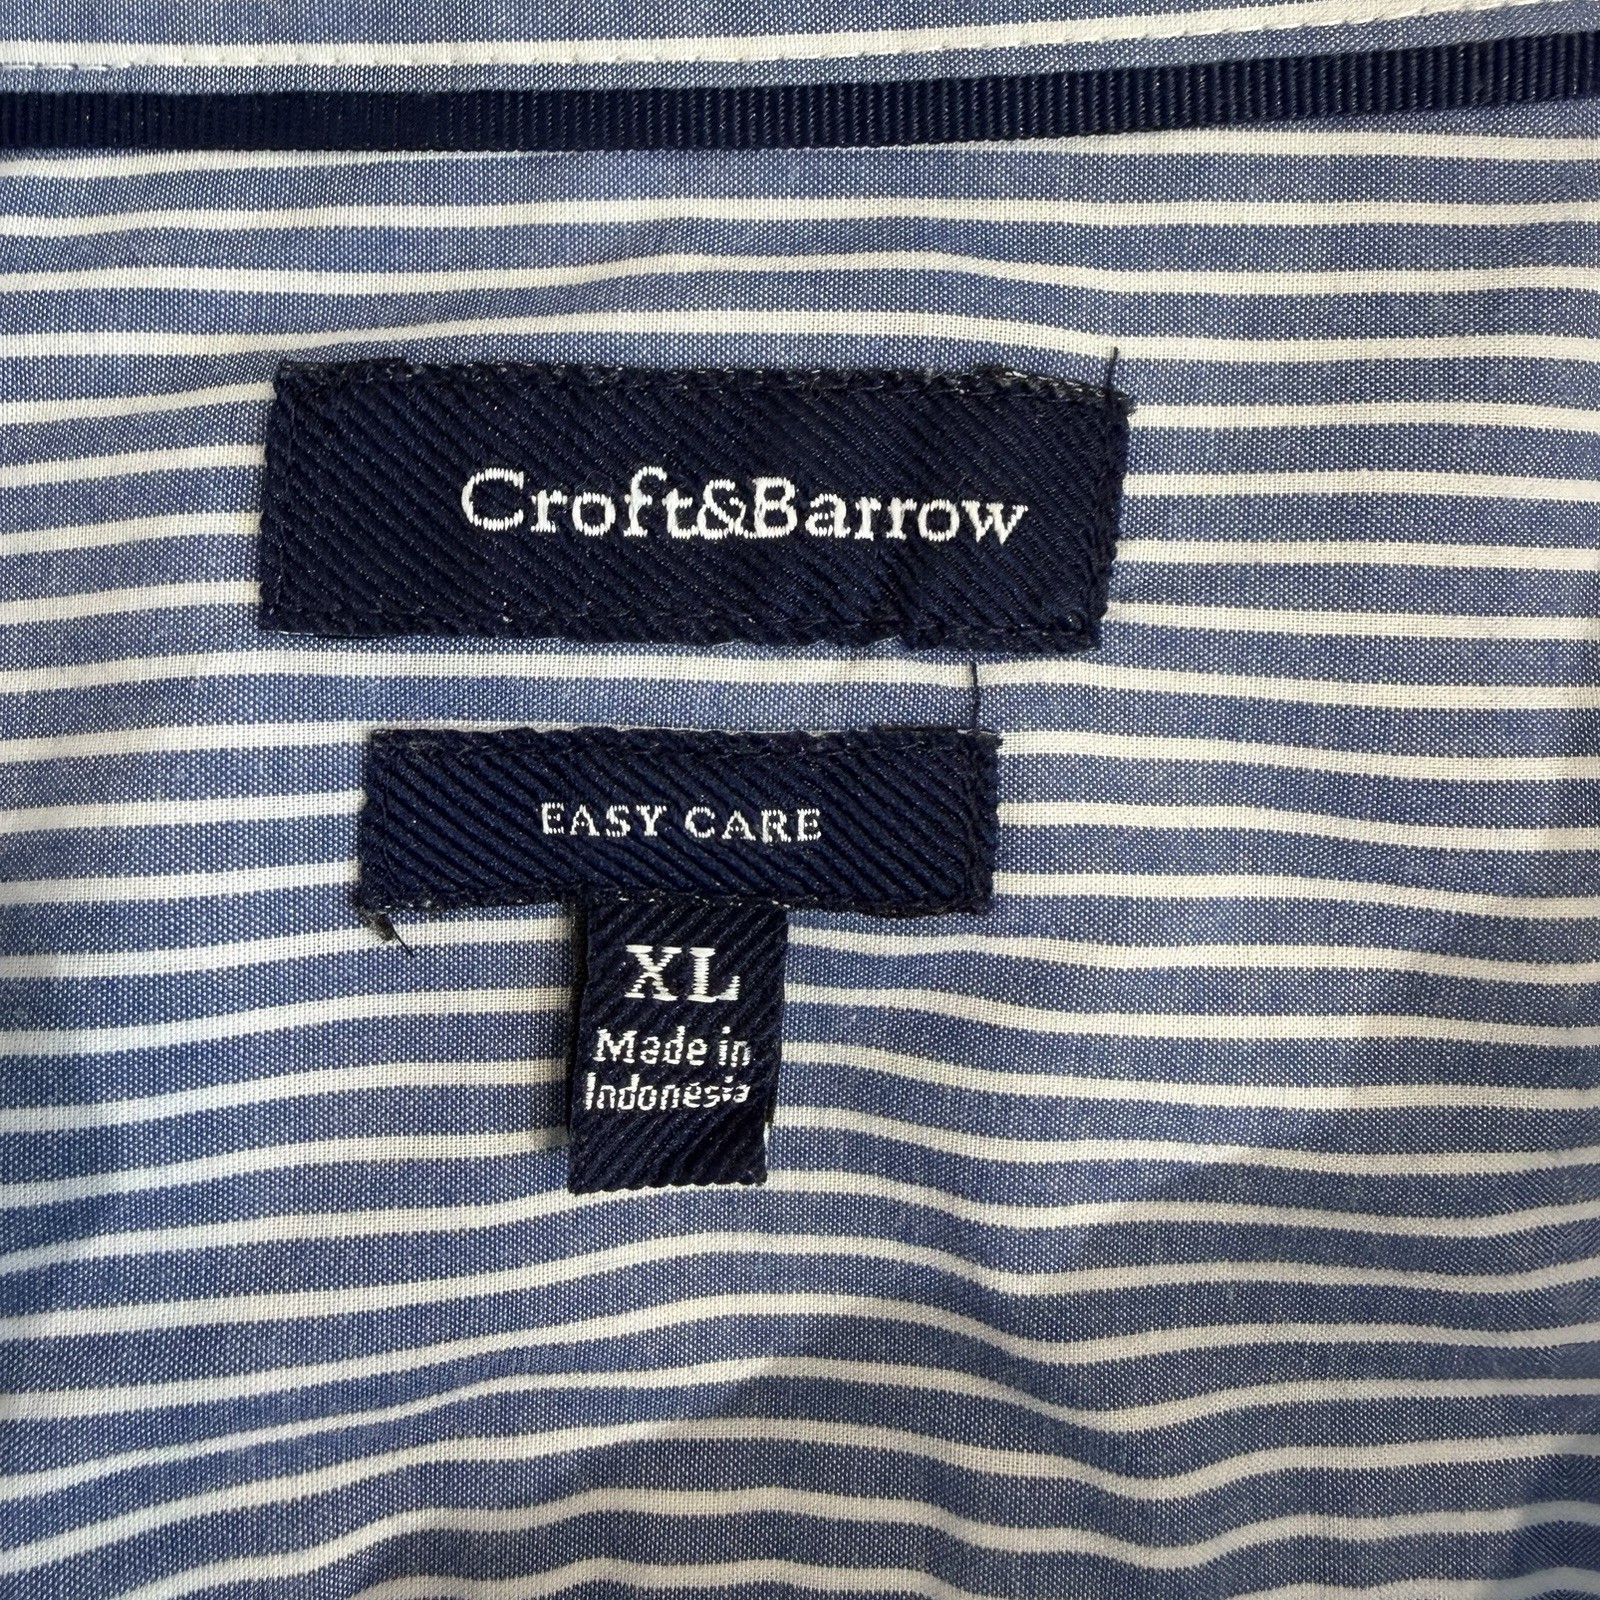 Croft&Barrow
EASY CARE
XL
Made in
Indonesia